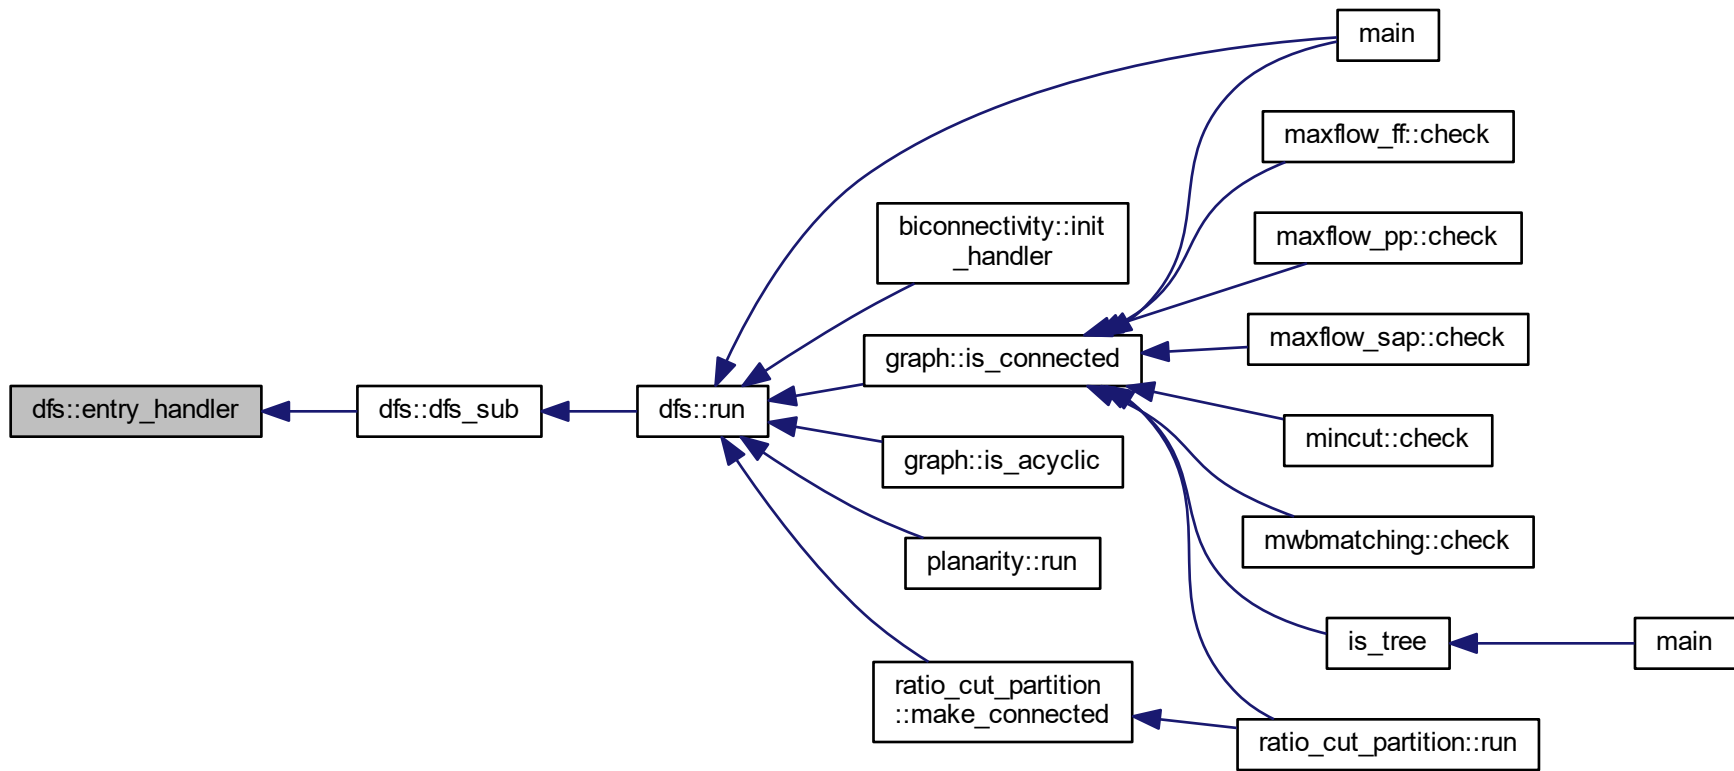 main
maxflow_ff::check
biconnectivity::init
_handler
maxflow_pp::check
maxflow_sap::check
graph::is_connected
dfs::entry_handler
dfs::dfs_sub
dfs::run
mincut::check
graph::is_acyclic
mwbmatching::check
planarity::run
is_tree
main
ratio_cut_partition
::make_connected
ratio_cut_partition::run